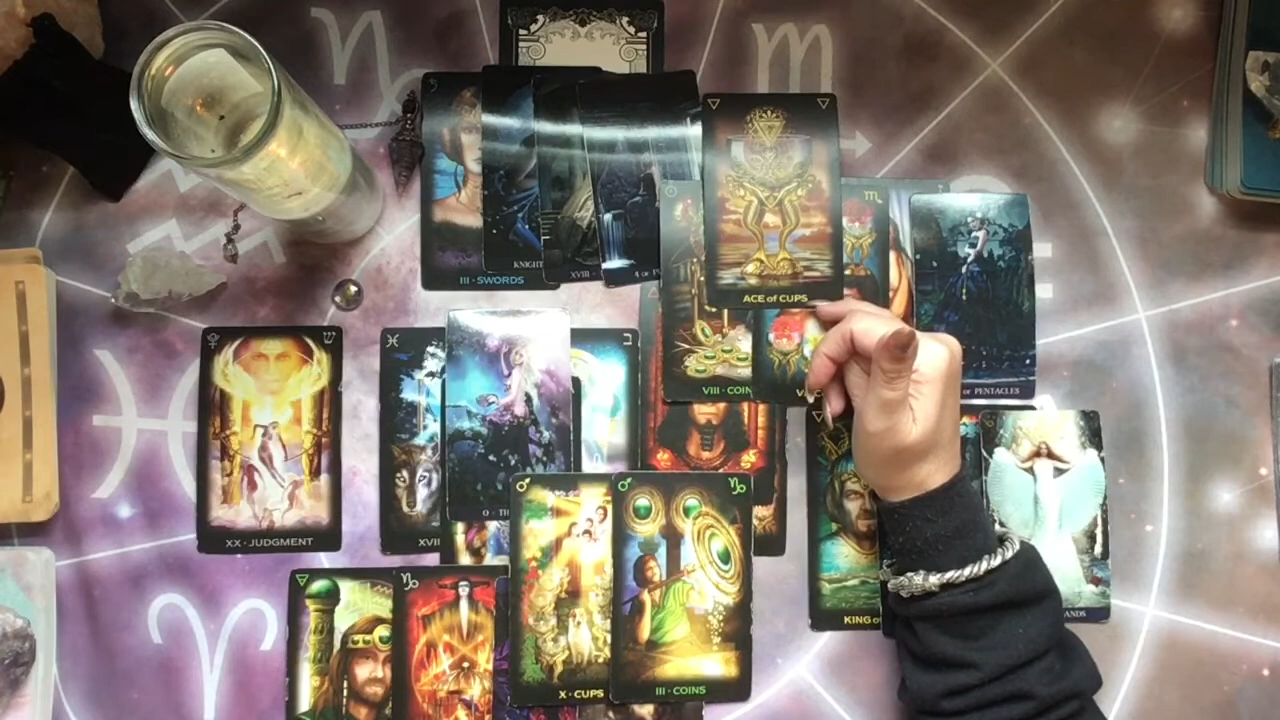 ACE of CUPS
III · SWORDS
KNIGHT
XVIII ·
VIII · COIN
OF PENTACLES
XX · JUDGMENT
XVII
O · TH
KING of
ANDS
X · CUPS
III · COINS